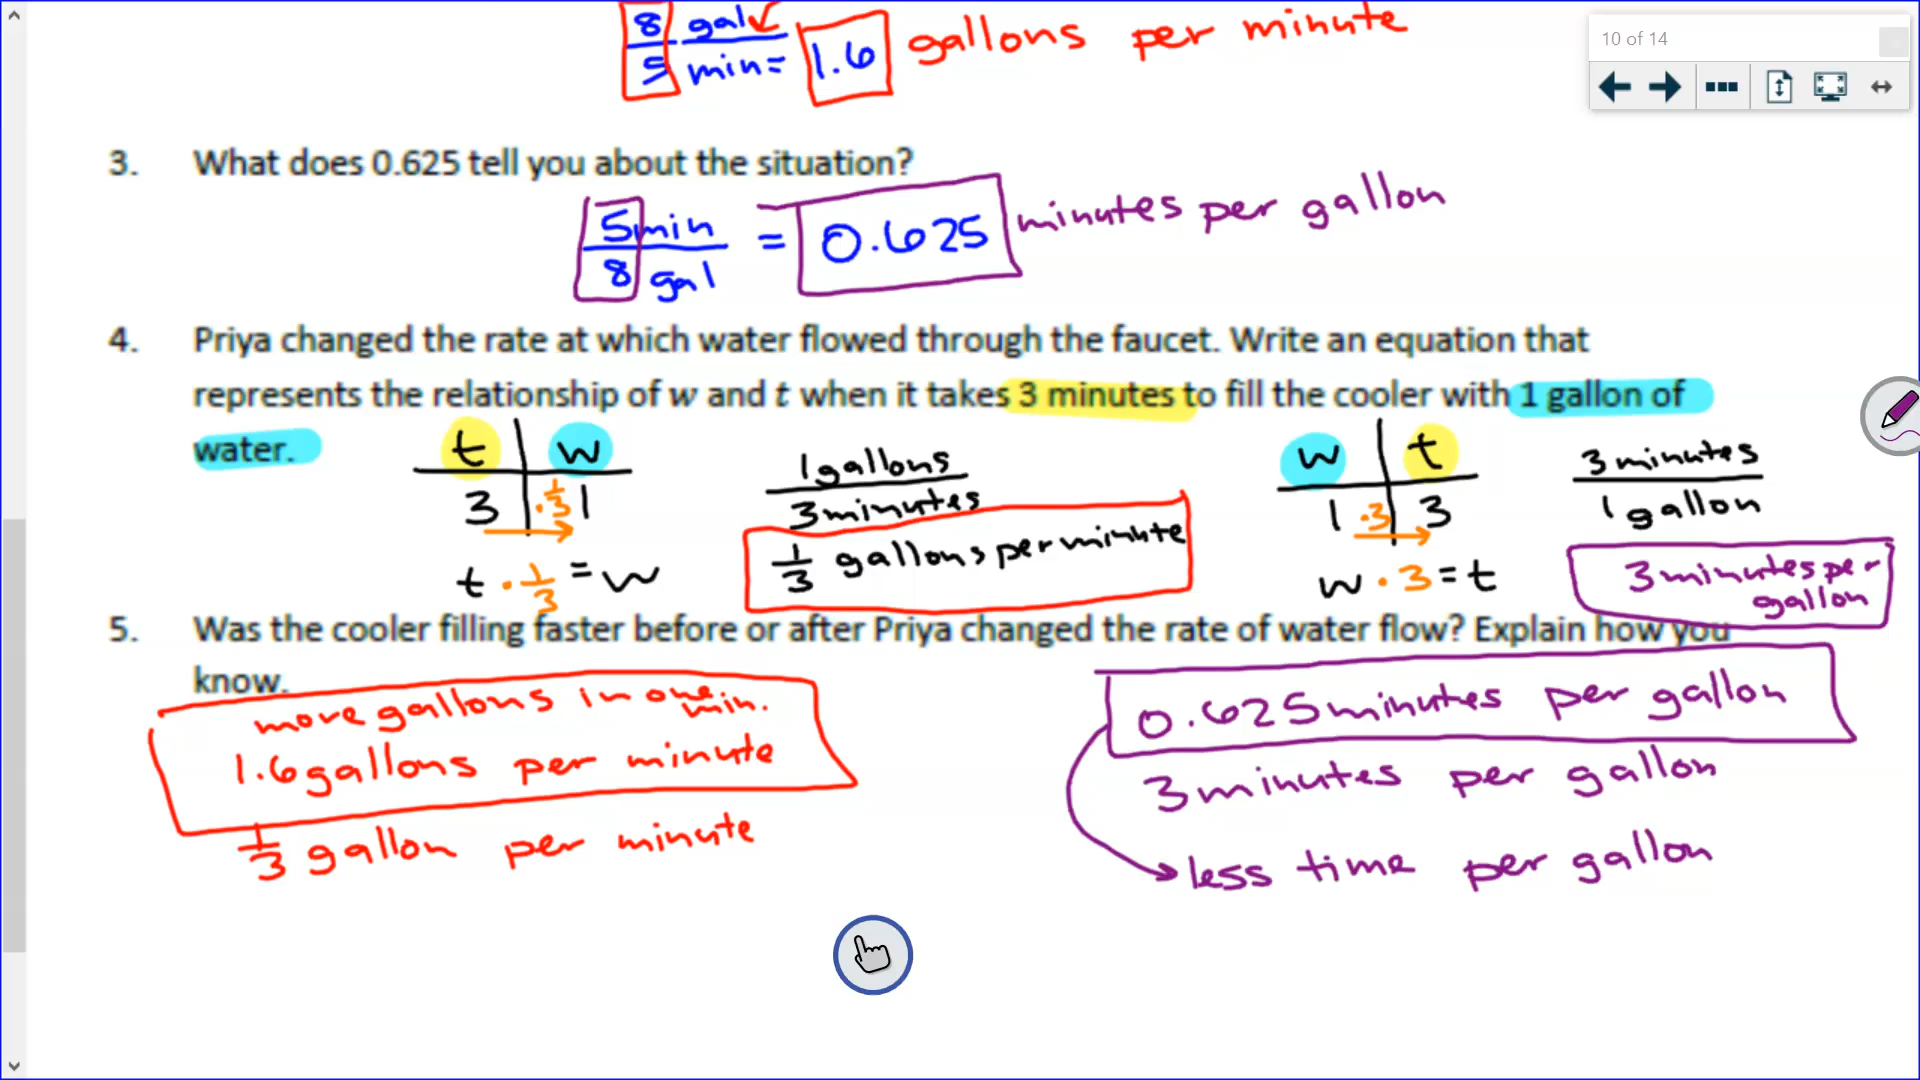 8 gal
5 min = 1.6 gallons per minute
10 of 14
3. What does 0.625 tell you about the situation?
5 min
8 gal = 0.625 minutes per gallon
4. Priya changed the rate at which water flowed through the faucet. Write an equation that
represents the relationship of w and t when it takes 3 minutes to fill the cooler with 1 gallon of
water.
t w
3 ·1/3 1
t · 1/3 = w
1 gallons
3 minutes
1/3 gallons per minute
w t
1 ·3 3
w · 3 = t
3 minutes
1 gallon
3 minutes per
gallon
5. Was the cooler filling faster before or after Priya changed the rate of water flow? Explain how you
know.
more gallons in one min.
1.6 gallons per minute
1/3 gallon per minute
0.625 minutes per gallon
3 minutes per gallon
less time per gallon